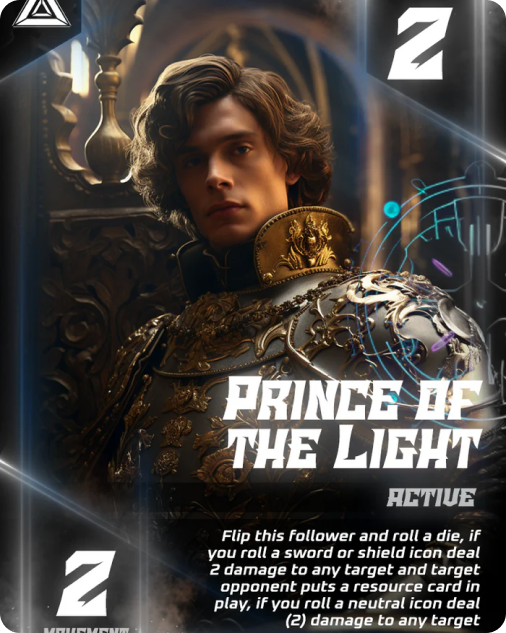 2
PRINCE OF
THE LIGHT
ACTIVE
Flip this follower and roll a die, if
you roll a sword or shield icon deal
2 damage to any target and target
opponent puts a resource card in
play, if you roll a neutral icon deal
(2) damage to any target
2
MOVEMENT